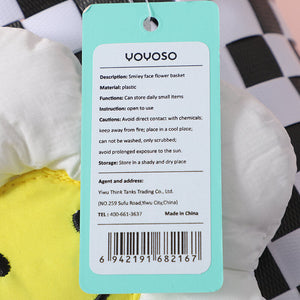 YOYOSO
Description: Smiley face flower basket
Material: plastic
Functions: Can store daily small items
Instruction: open to use
Cautions: Avoid direct contact with chemicals;
keep away from fire; place in a cool place;
can not be washed, only scrubbed;
avoid prolonged exposure to the sun.
Storage: Store in a shady and dry place
Agent and address:
Yiwu Think Tanks Trading Co., Ltd.
(NO.259 Sufu Road,Yiwu City,China)
TEL : 400-661-3637 Made in China
6 942191 682167